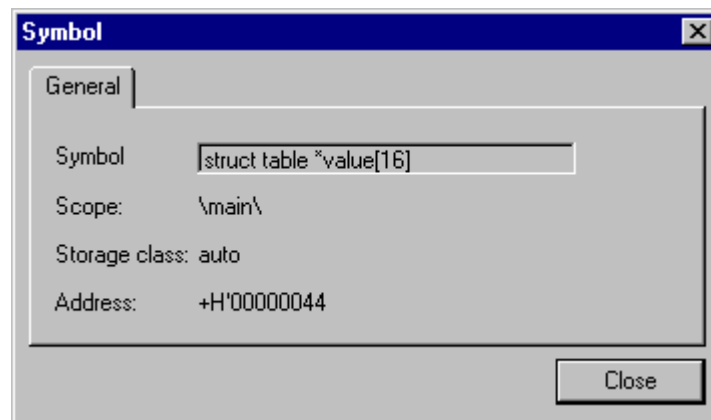 Symbol
General
Symbol struct table *value[16]
Scope: \main\
Storage class: auto
Address: +H'00000044
Close